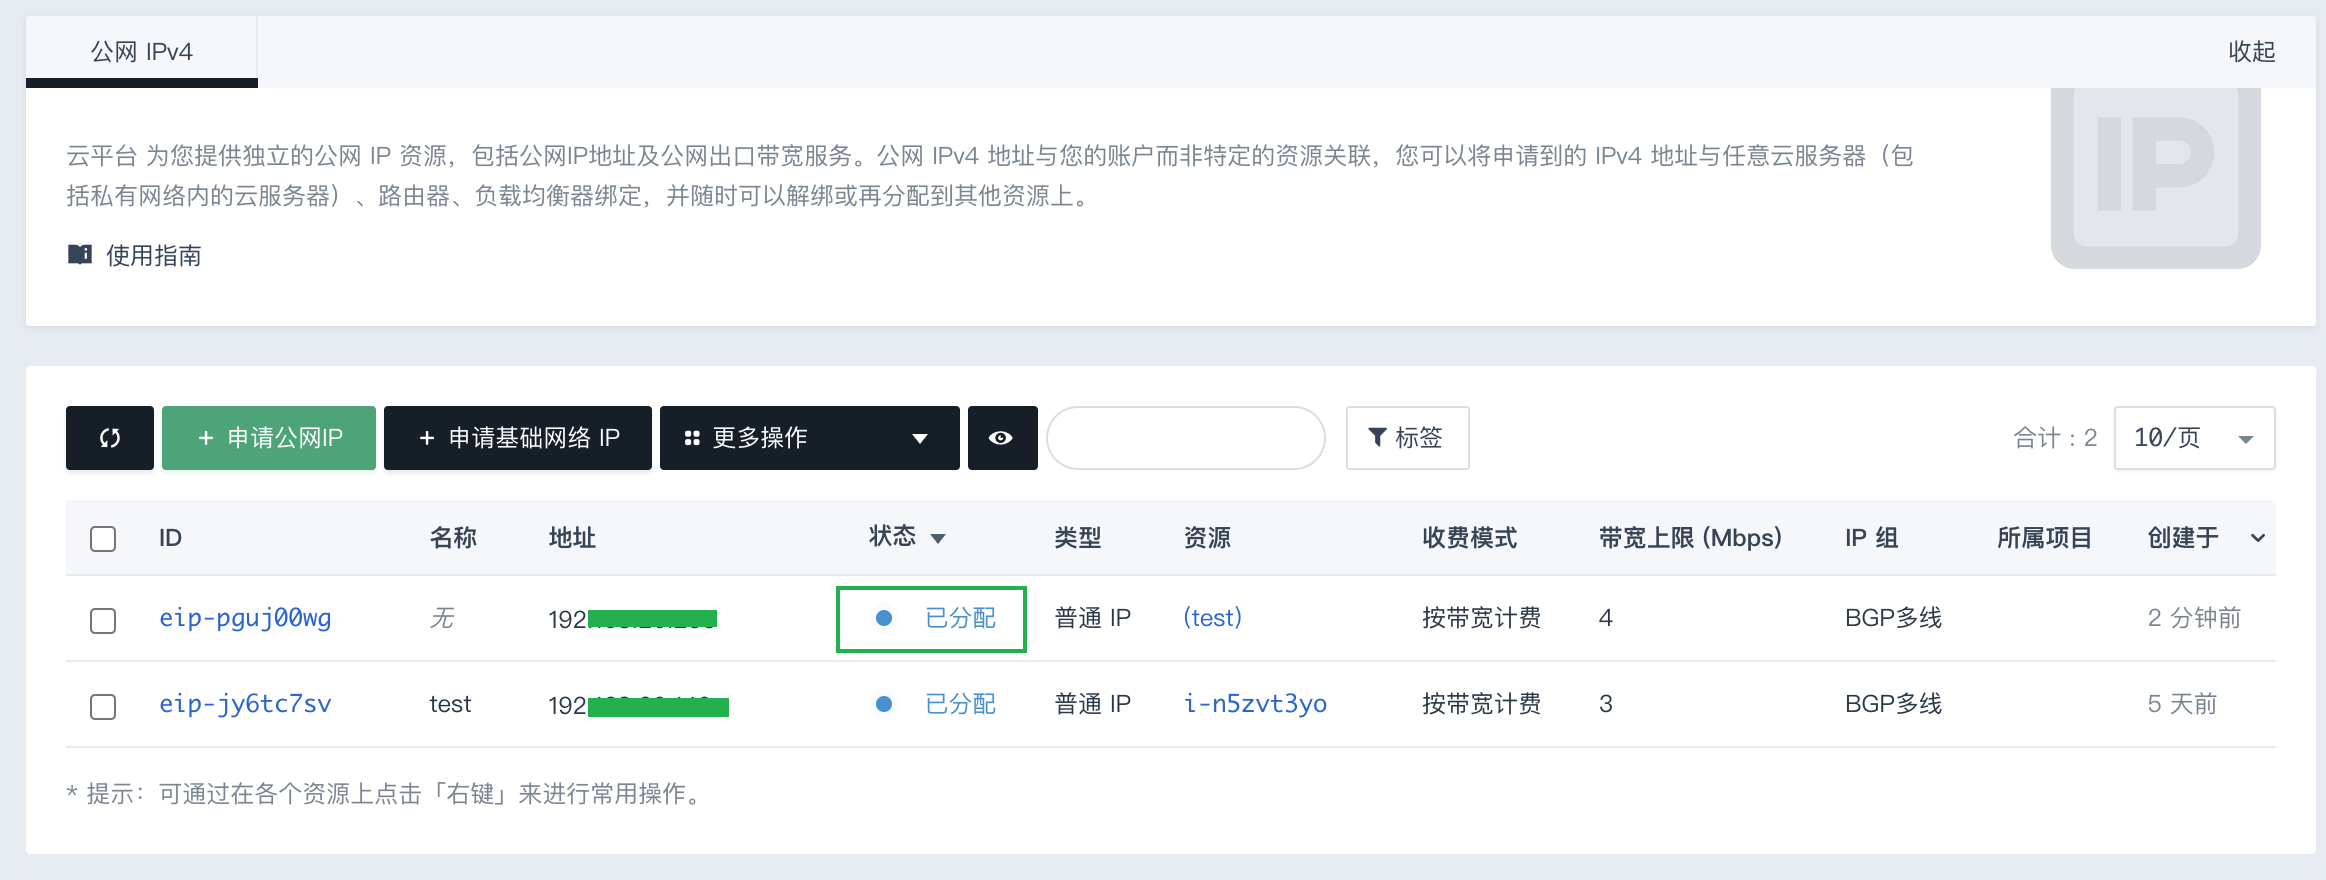 公网 IPv4
收起
云平台 为您提供独立的公网 IP 资源，包括公网IP地址及公网出口带宽服务。公网 IPv4 地址与您的账户而非特定的资源关联，您可以将申请到的 IPv4 地址与任意云服务器（包
括私有网络内的云服务器）、路由器、负载均衡器绑定，并随时可以解绑或再分配到其他资源上。
IP
使用指南
+ 申请公网IP
+ 申请基础网络 IP
更多操作
标签
合计：2
10/页
ID 名称 地址 状态 类型 资源 收费模式 带宽上限 (Mbps) IP 组 所属项目 创建于
eip-pguj00wg 无 192 已分配 普通 IP (test) 按带宽计费 4 BGP多线 2 分钟前
eip-jy6tc7sv test 192 已分配 普通 IP i-n5zvt3yo 按带宽计费 3 BGP多线 5 天前
* 提示：可通过在各个资源上点击「右键」来进行常用操作。